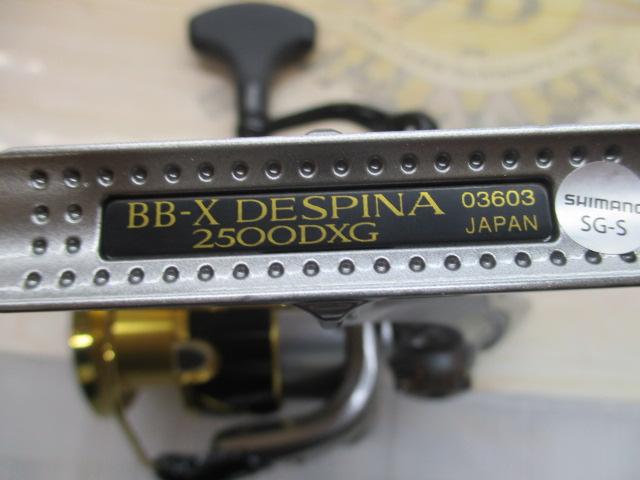 BB-X DESPINA 03603
2500DXG JAPAN
SHIMANO
SG-S